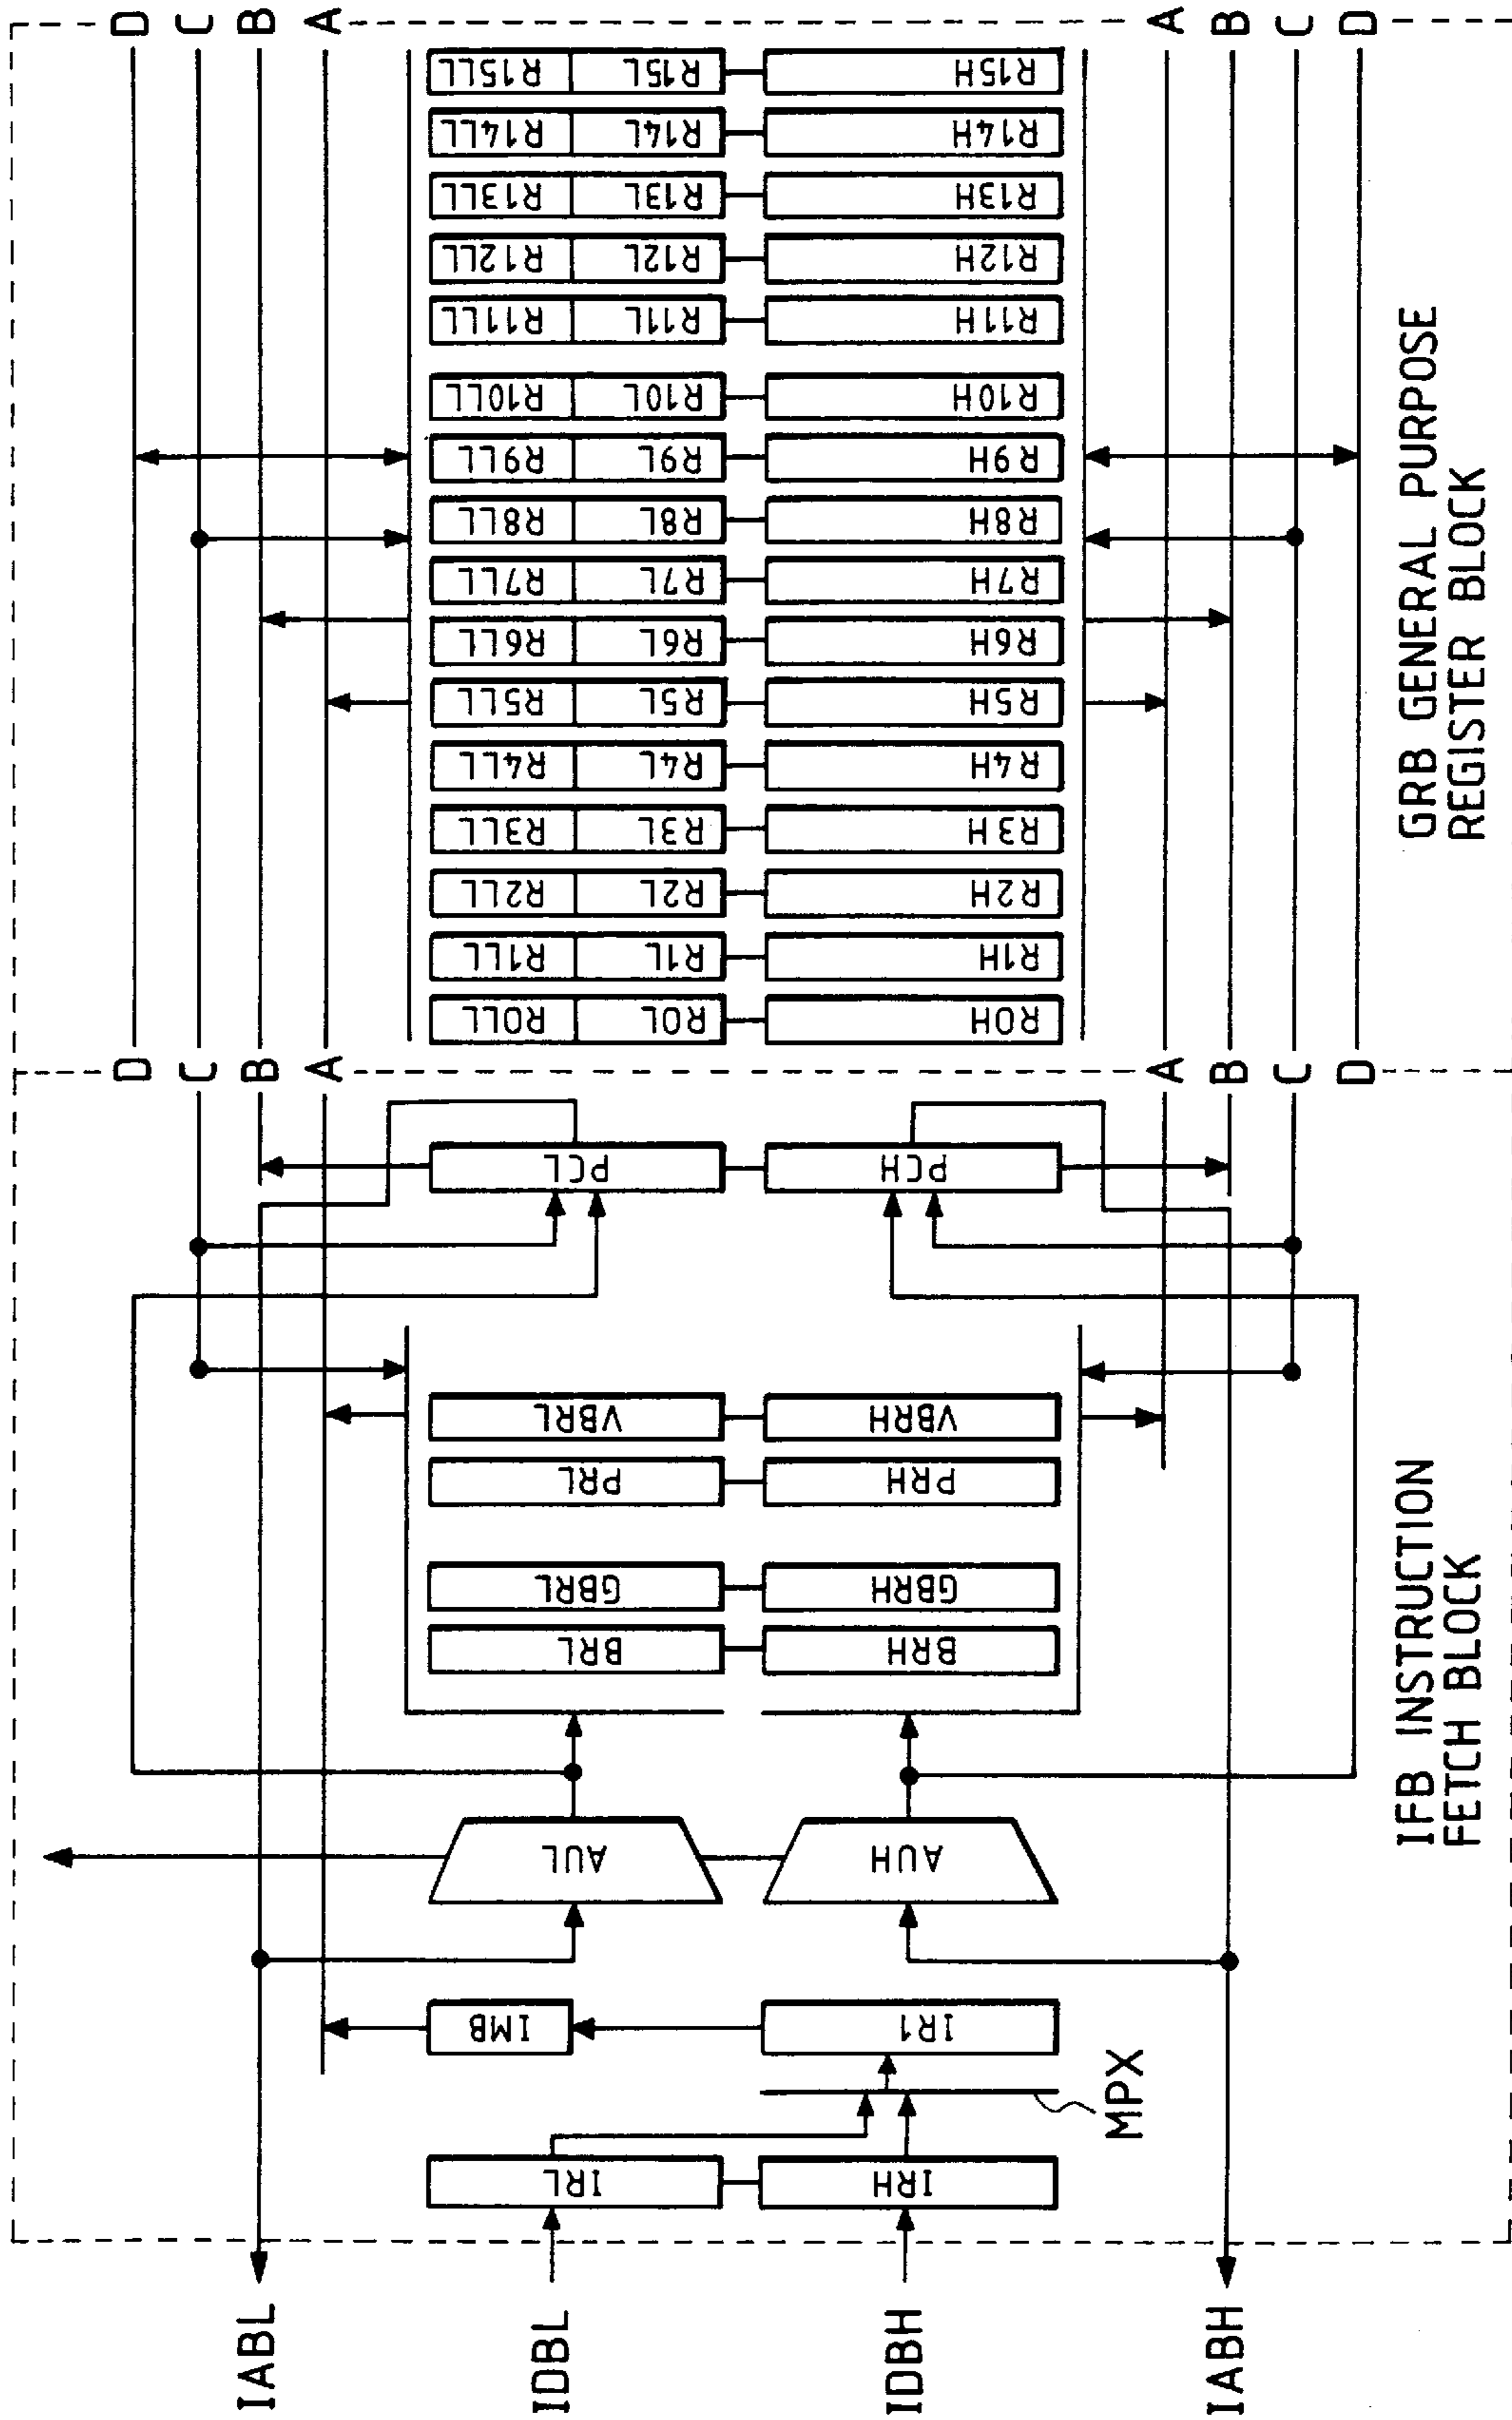 D
C
B
A
A
B
C
D
R15LL
R15L
R15H
R14LL
R14L
R14H
R13LL
R13L
R13H
R12LL
R12L
R12H
R11LL
R11L
R11H
R10LL
R10L
R10H
R9LL
R9L
R9H
R8LL
R8L
R8H
R7LL
R7L
R7H
R6LL
R6L
R6H
R5LL
R5L
R5H
R4LL
R4L
R4H
R3LL
R3L
R3H
R2LL
R2L
R2H
R1LL
R1L
R1H
R0LL
R0L
R0H
GRB GENERAL PURPOSE
REGISTER BLOCK
D
C
B
A
A
B
C
D
PCL
PCH
VBRL
VBRH
PRL
PRH
GBRL
GBRH
BRL
BRH
AUL
AUH
IMB
IR1
MPX
IRL
IRH
IFB INSTRUCTION
FETCH BLOCK
IABL
IDBL
IDBH
IABH